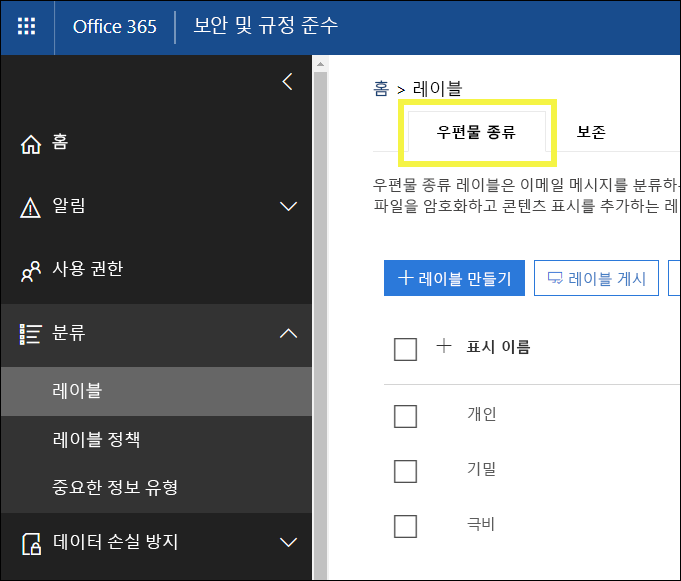 Office 365
보안 및 규정 준수
홈
알림
사용 권한
분류
레이블
레이블 정책
중요한 정보 유형
데이터 손실 방지
홈 > 레이블
우편물 종류
보존
우편물 종류 레이블은 이메일 메시지를 분류하
파일을 암호화하고 콘텐츠 표시를 추가하는 레
+ 레이블 만들기
레이블 게시
+ 표시 이름
개인
기밀
극비